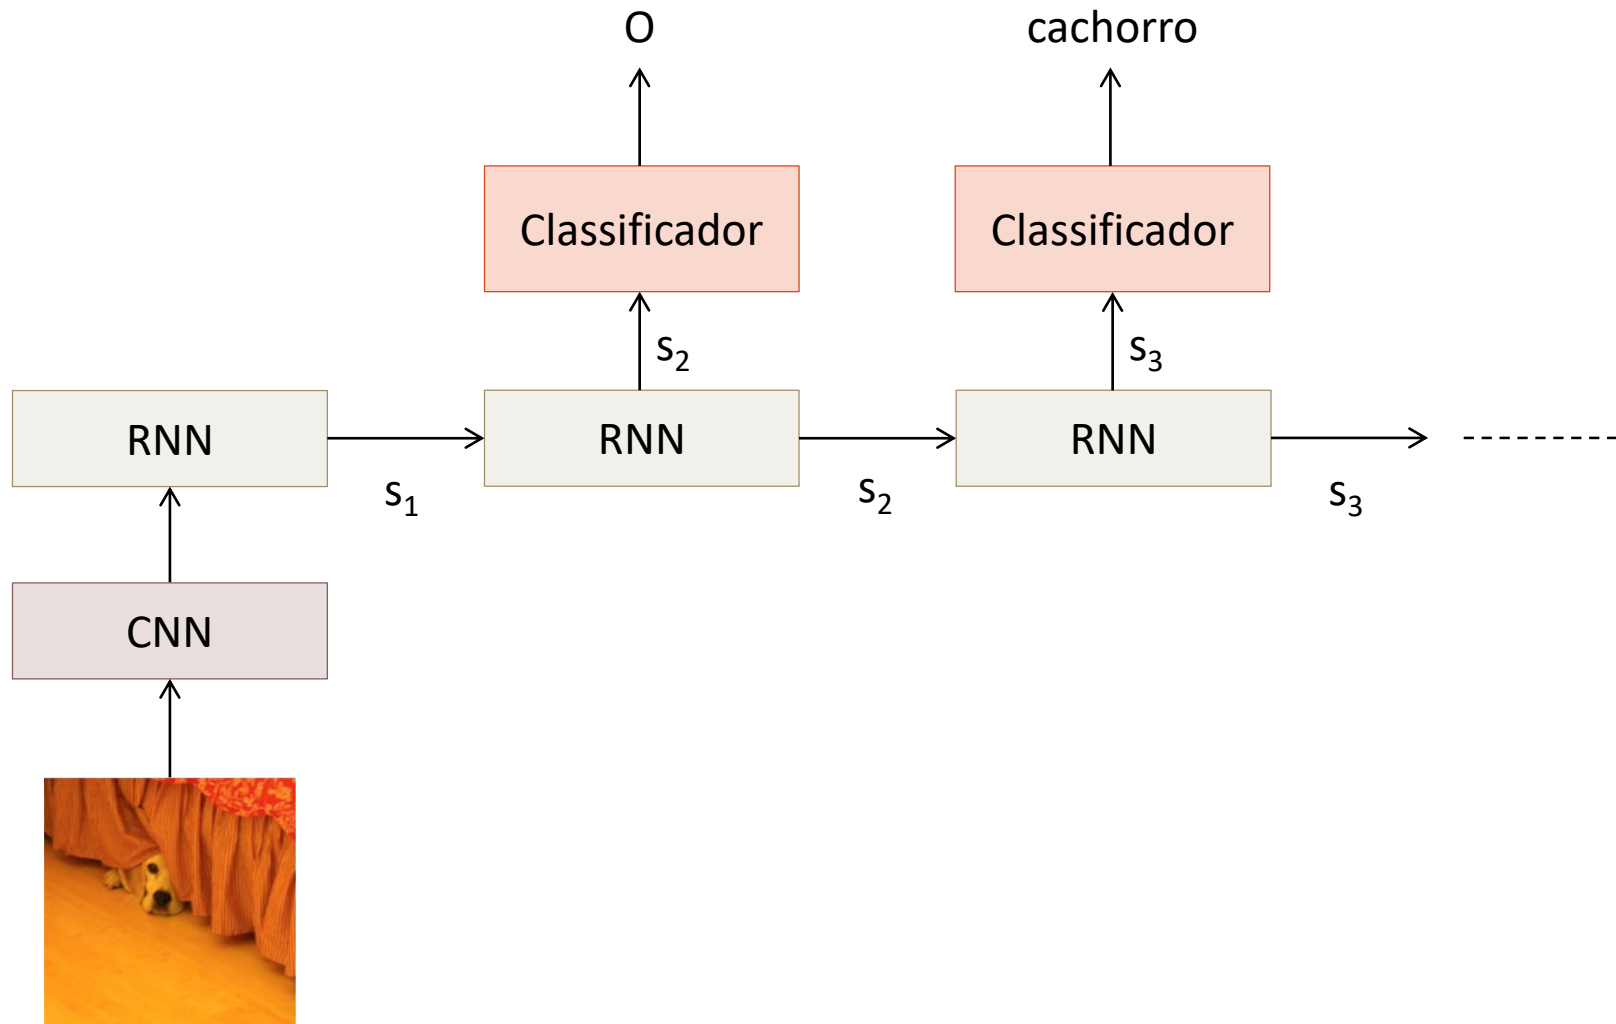 O cachorro
Classificador Classificador
s₂ s₃
RNN RNN RNN
s₁ s₂ s₃
CNN